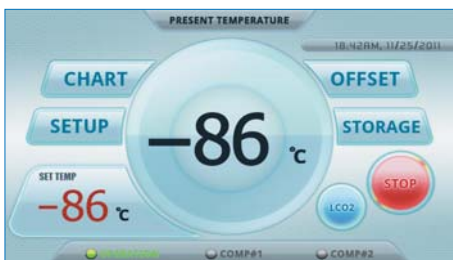 PRESENT TEMPERATURE
18:42AM, 11/25/2011
CHART
OFFSET
SETUP
STORAGE
-86 ℃
SET TEMP
-86 ℃
LCO2
STOP
COMP#1
COMP#2